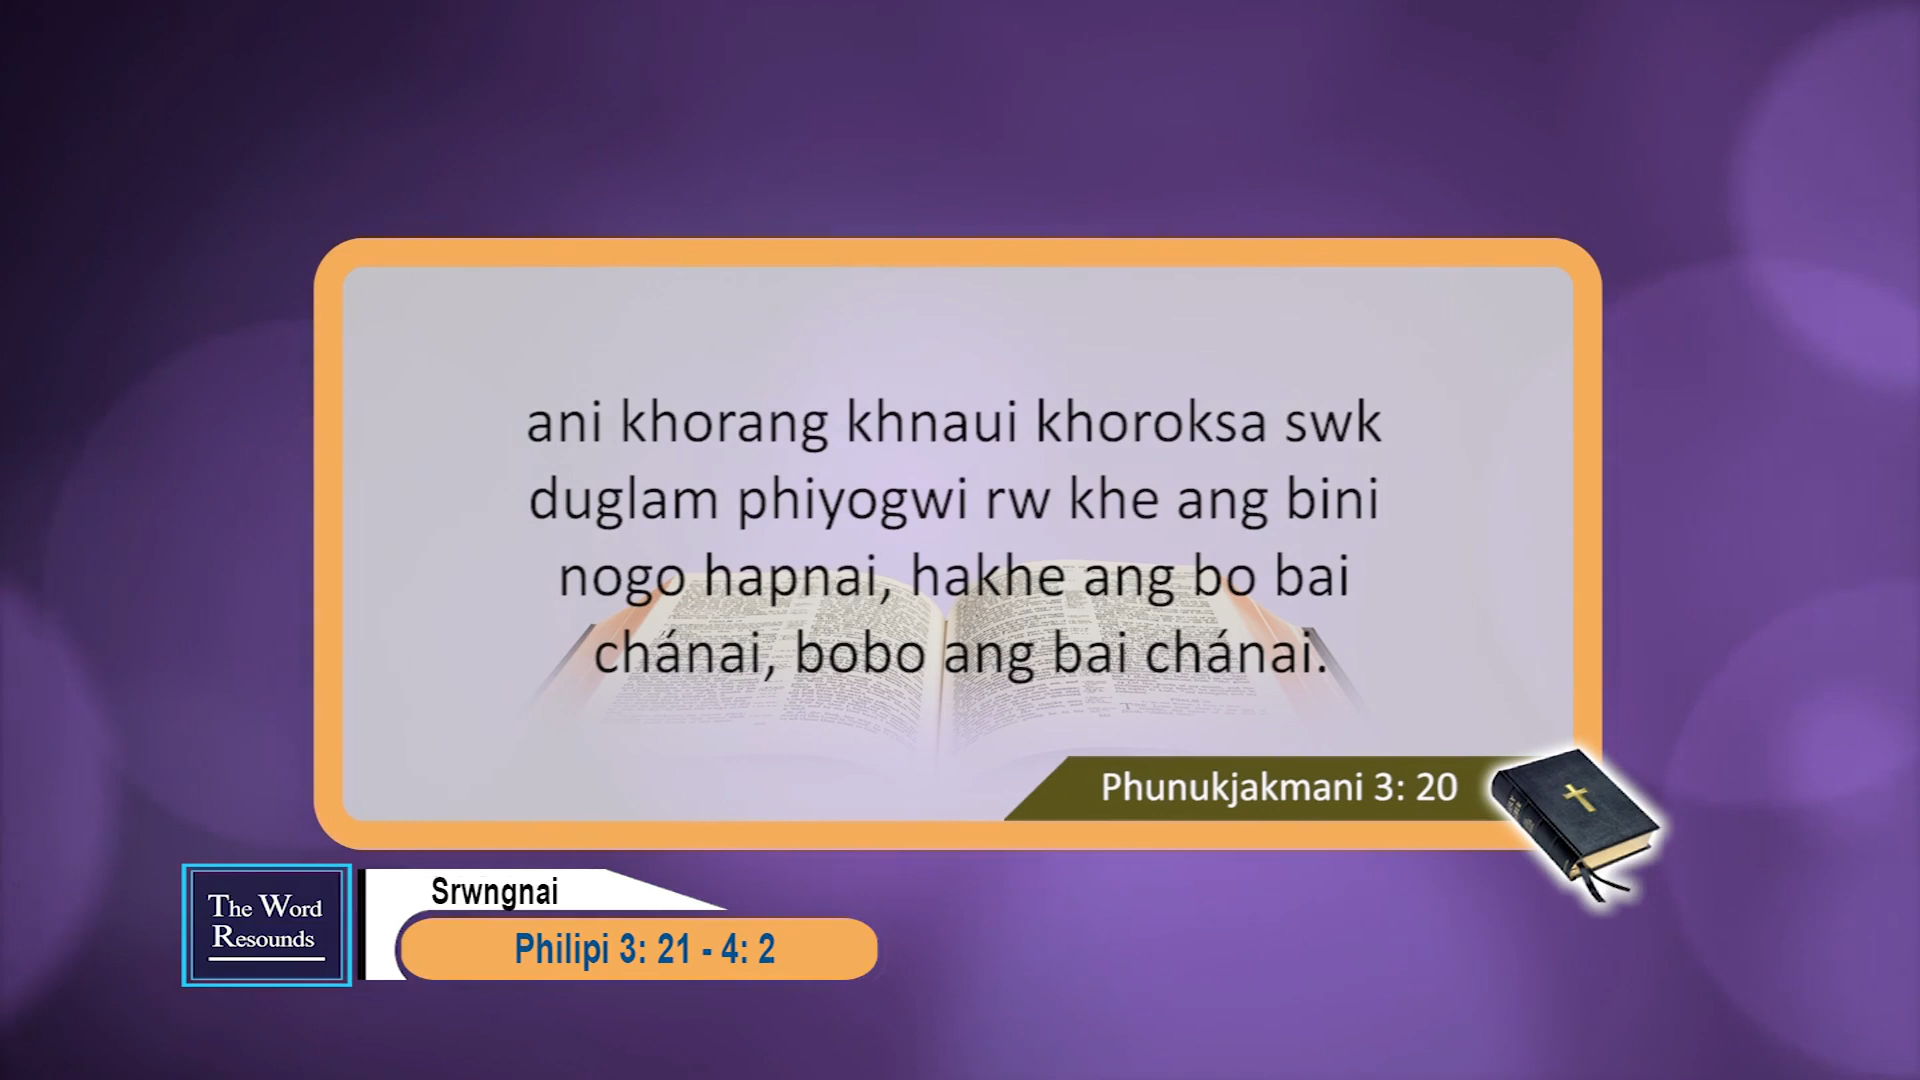 ani khorang khnaui khoroksa swk
duglam phiyogwi rw khe ang bini
nogo hapnai, hakhe ang bo bai
chánai, bobo ang bai chánai.
Phunukjakmani 3: 20
The Word
Resounds
Srwngnai
Philipi 3: 21 - 4: 2